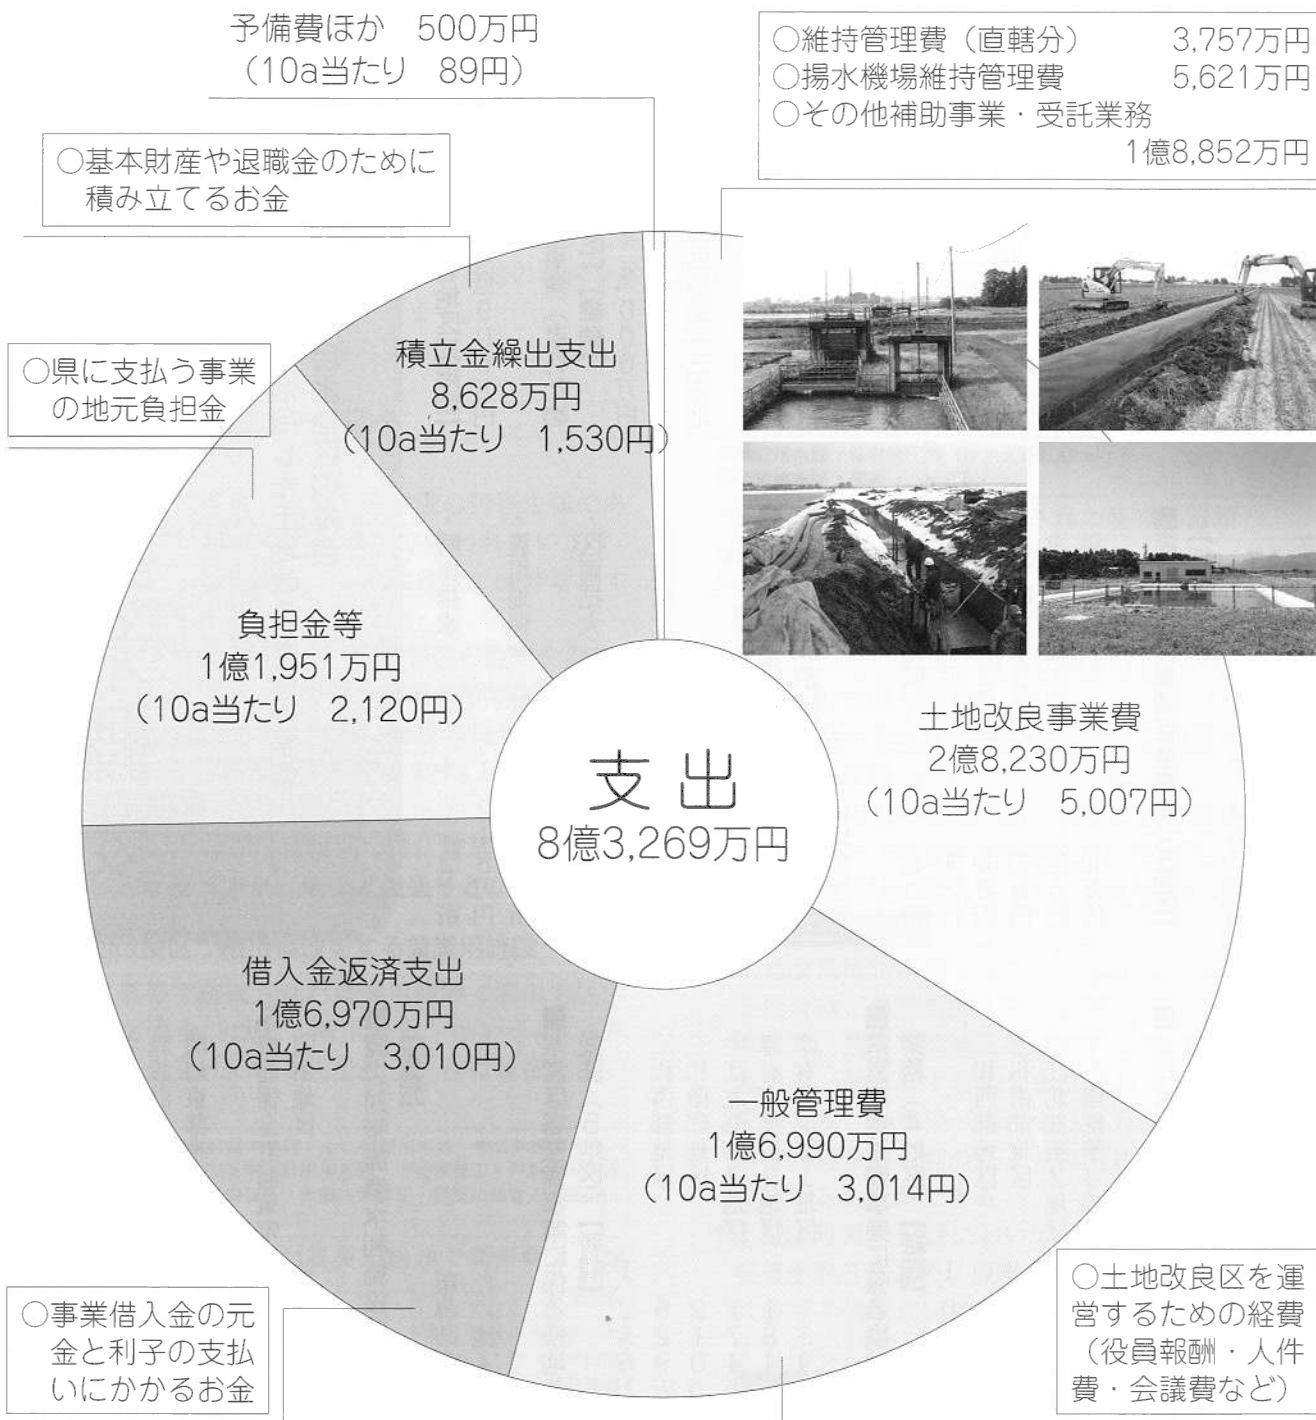 予備費ほか　500万円
（10a当たり　89円）
○維持管理費（直轄分）　3,757万円
○揚水機場維持管理費　5,621万円
○その他補助事業・受託業務
1億8,852万円
○基本財産や退職金のために
積み立てるお金
○県に支払う事業
の地元負担金
積立金繰出支出
8,628万円
（10a当たり　1,530円）
負担金等
1億1,951万円
（10a当たり　2,120円）
土地改良事業費
2億8,230万円
（10a当たり　5,007円）
支出
8億3,269万円
借入金返済支出
1億6,970万円
（10a当たり　3,010円）
一般管理費
1億6,990万円
（10a当たり　3,014円）
○事業借入金の元
金と利子の支払
いにかかるお金
○土地改良区を運
営するための経費
（役員報酬・人件
費・会議費など）